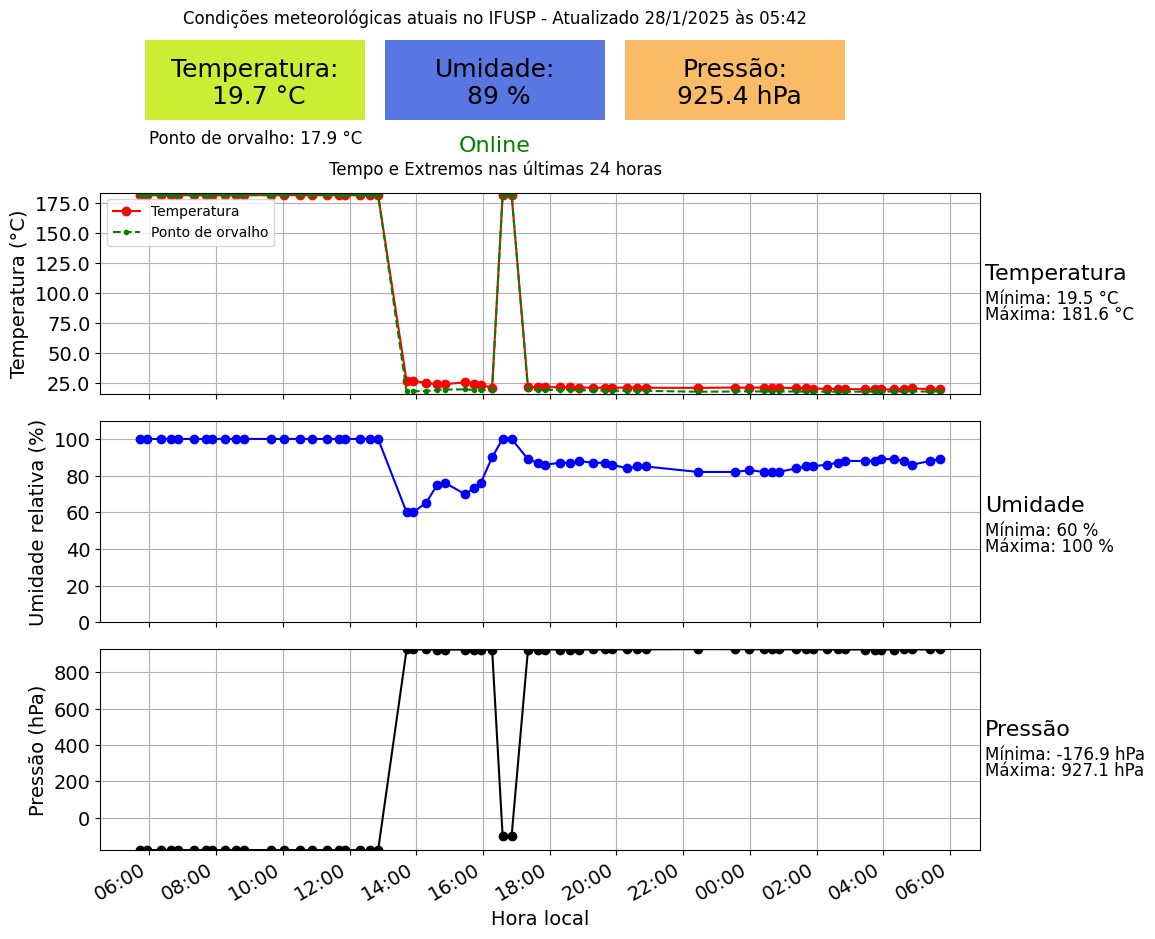 Condições meteorológicas atuais no IFUSP - Atualizado 28/1/2025 às 05:42
Temperatura:
19.7 °C
Umidade:
89 %
Pressão:
925.4 hPa
Ponto de orvalho: 17.9 °C
Online
Tempo e Extremos nas últimas 24 horas
Temperatura (°C)
175.0
150.0
125.0
100.0
75.0
50.0
25.0
Temperatura
Ponto de orvalho
Temperatura
Mínima: 19.5 °C
Máxima: 181.6 °C
Umidade relativa (%)
100
80
60
40
20
0
Umidade
Mínima: 60 %
Máxima: 100 %
Pressão (hPa)
800
600
400
200
0
Pressão
Mínima: -176.9 hPa
Máxima: 927.1 hPa
06:00 08:00 10:00 12:00 14:00 16:00 18:00 20:00 22:00 00:00 02:00 04:00 06:00
Hora local